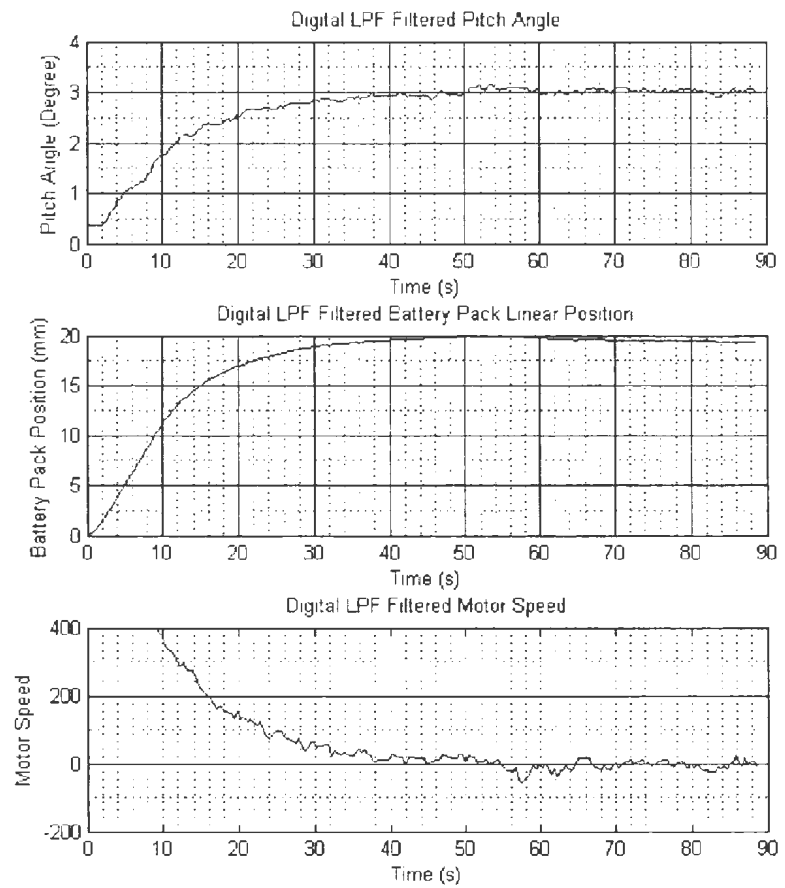 Digital LPF Filtered Pitch Angle
Pitch Angle (Degree)
4
3
2
1
0
0 10 20 30 40 50 60 70 80 90
Time (s)
Digital LPF Filtered Battery Pack Linear Position
Battery Pack Position (mm)
20
15
10
5
0
0 10 20 30 40 50 60 70 80 90
Time (s)
Digital LPF Filtered Motor Speed
Motor Speed
400
200
0
-200
0 10 20 30 40 50 60 70 80 90
Time (s)